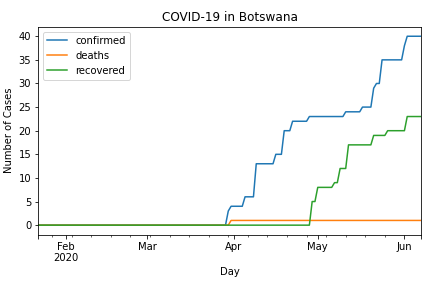 COVID-19 in Botswana
confirmed
deaths
recovered
Number of Cases
40
35
30
25
20
15
10
5
0
Feb
2020
Mar
Apr
May
Jun
Day